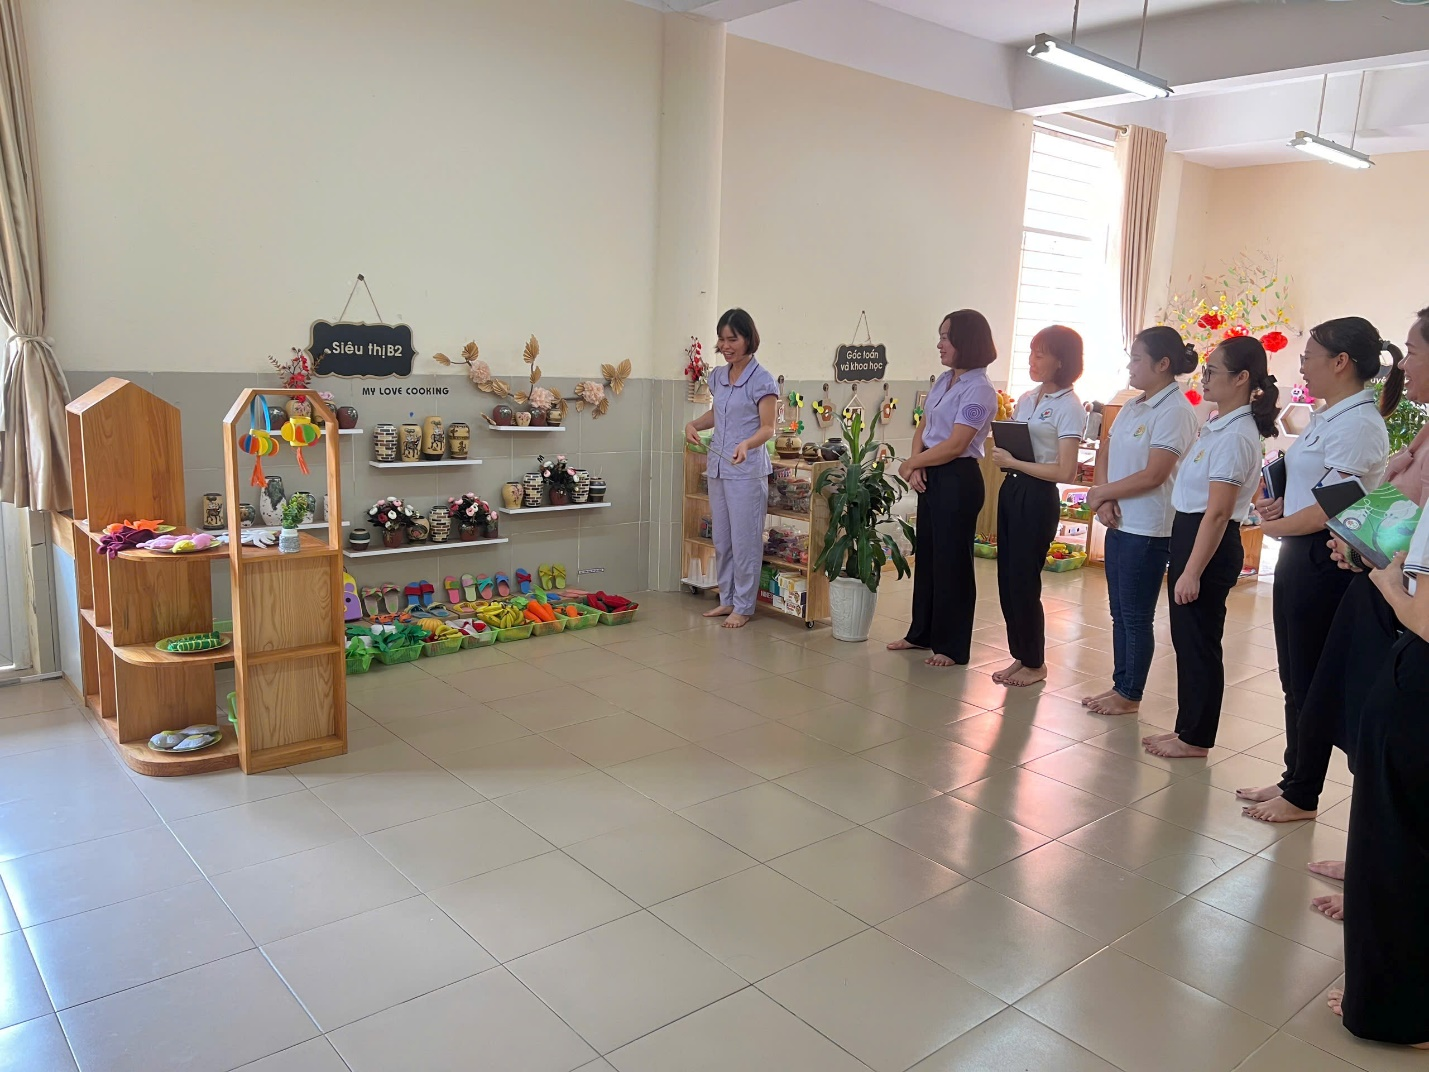 Siêu thị B2
MY LOVE COOKING
Góc toán
và khoa học